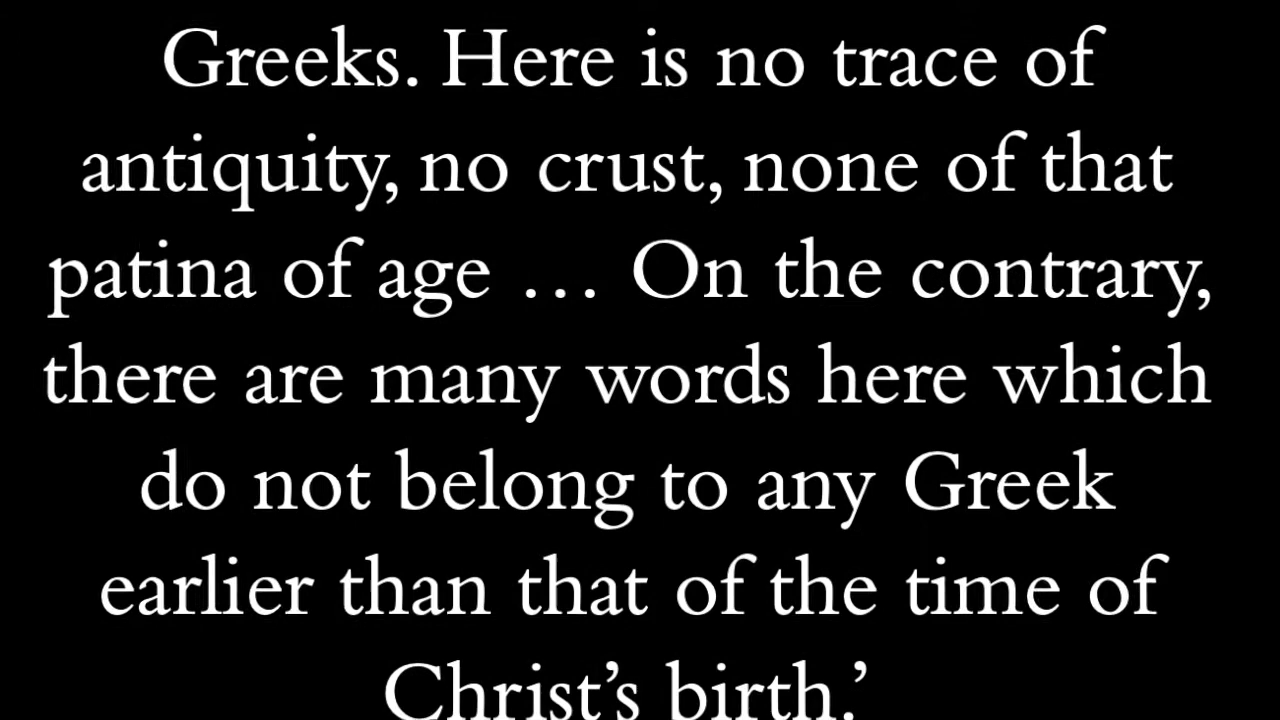 Greeks. Here is no trace of
antiquity, no crust, none of that
patina of age … On the contrary,
there are many words here which
do not belong to any Greek
earlier than that of the time of
Christ’s birth.’